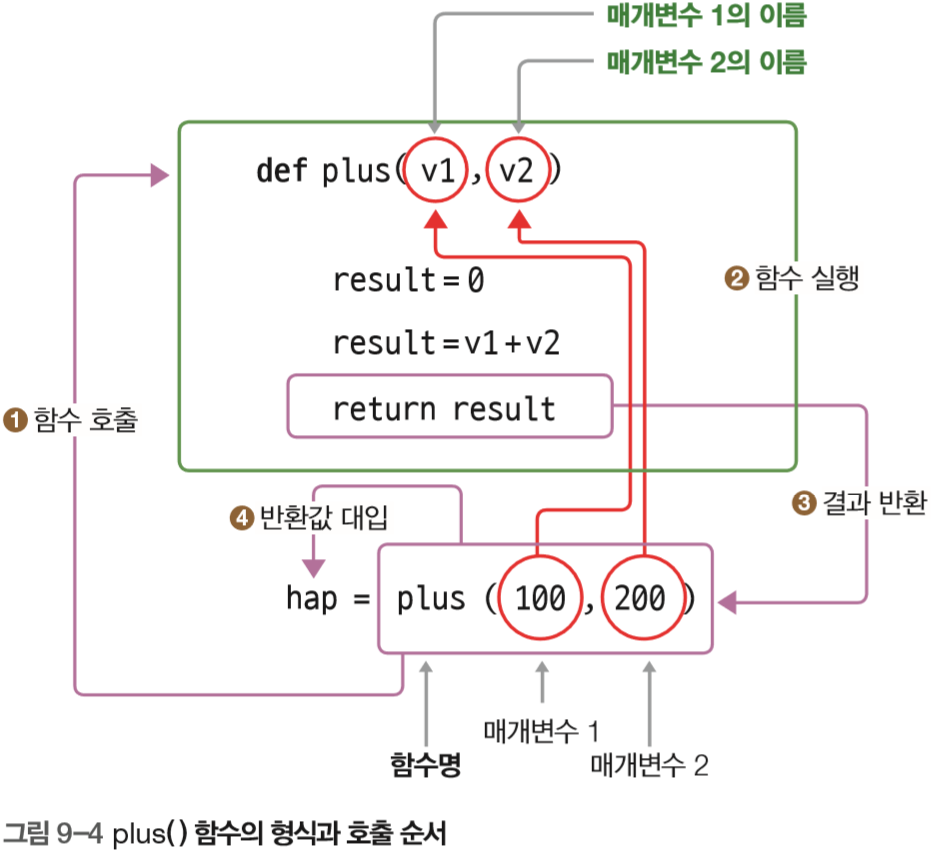 매개변수 1의 이름
매개변수 2의 이름
def plus(v1,v2)
result=0
❷ 함수 실행
result=v1+v2
return result
❶ 함수 호출
❸ 결과 반환
❹ 반환값 대입
hap = plus (100,200)
매개변수 1
함수명
매개변수 2
그림 9-4 plus() 함수의 형식과 호출 순서